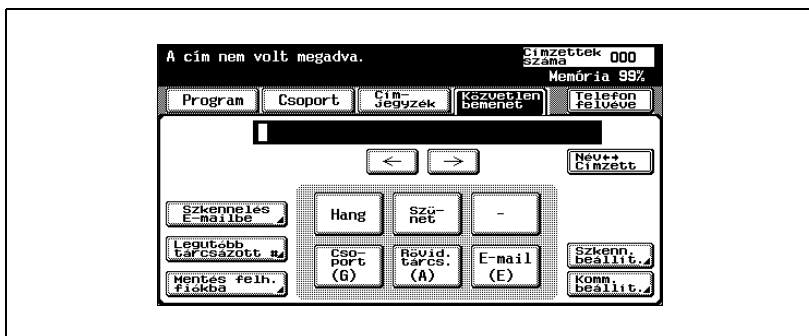 A cím nem volt megadva.
Címzettek száma 000
Memória 99%
Program
Csoport
Cím-
jegyzék
Közvetlen
bemenet
Telefon
felvéve
← →
Név↔
Címzett
Szkennelés
E-mailbe
Hang
Szü-
net
-
Legutóbb
tárcsázott #
Cso-
port
(G)
Rövid.
tárcs.
(A)
E-mail
(E)
Szkenn.
beállít.
Mentés felh.
fiókba
Komm.
beállít.